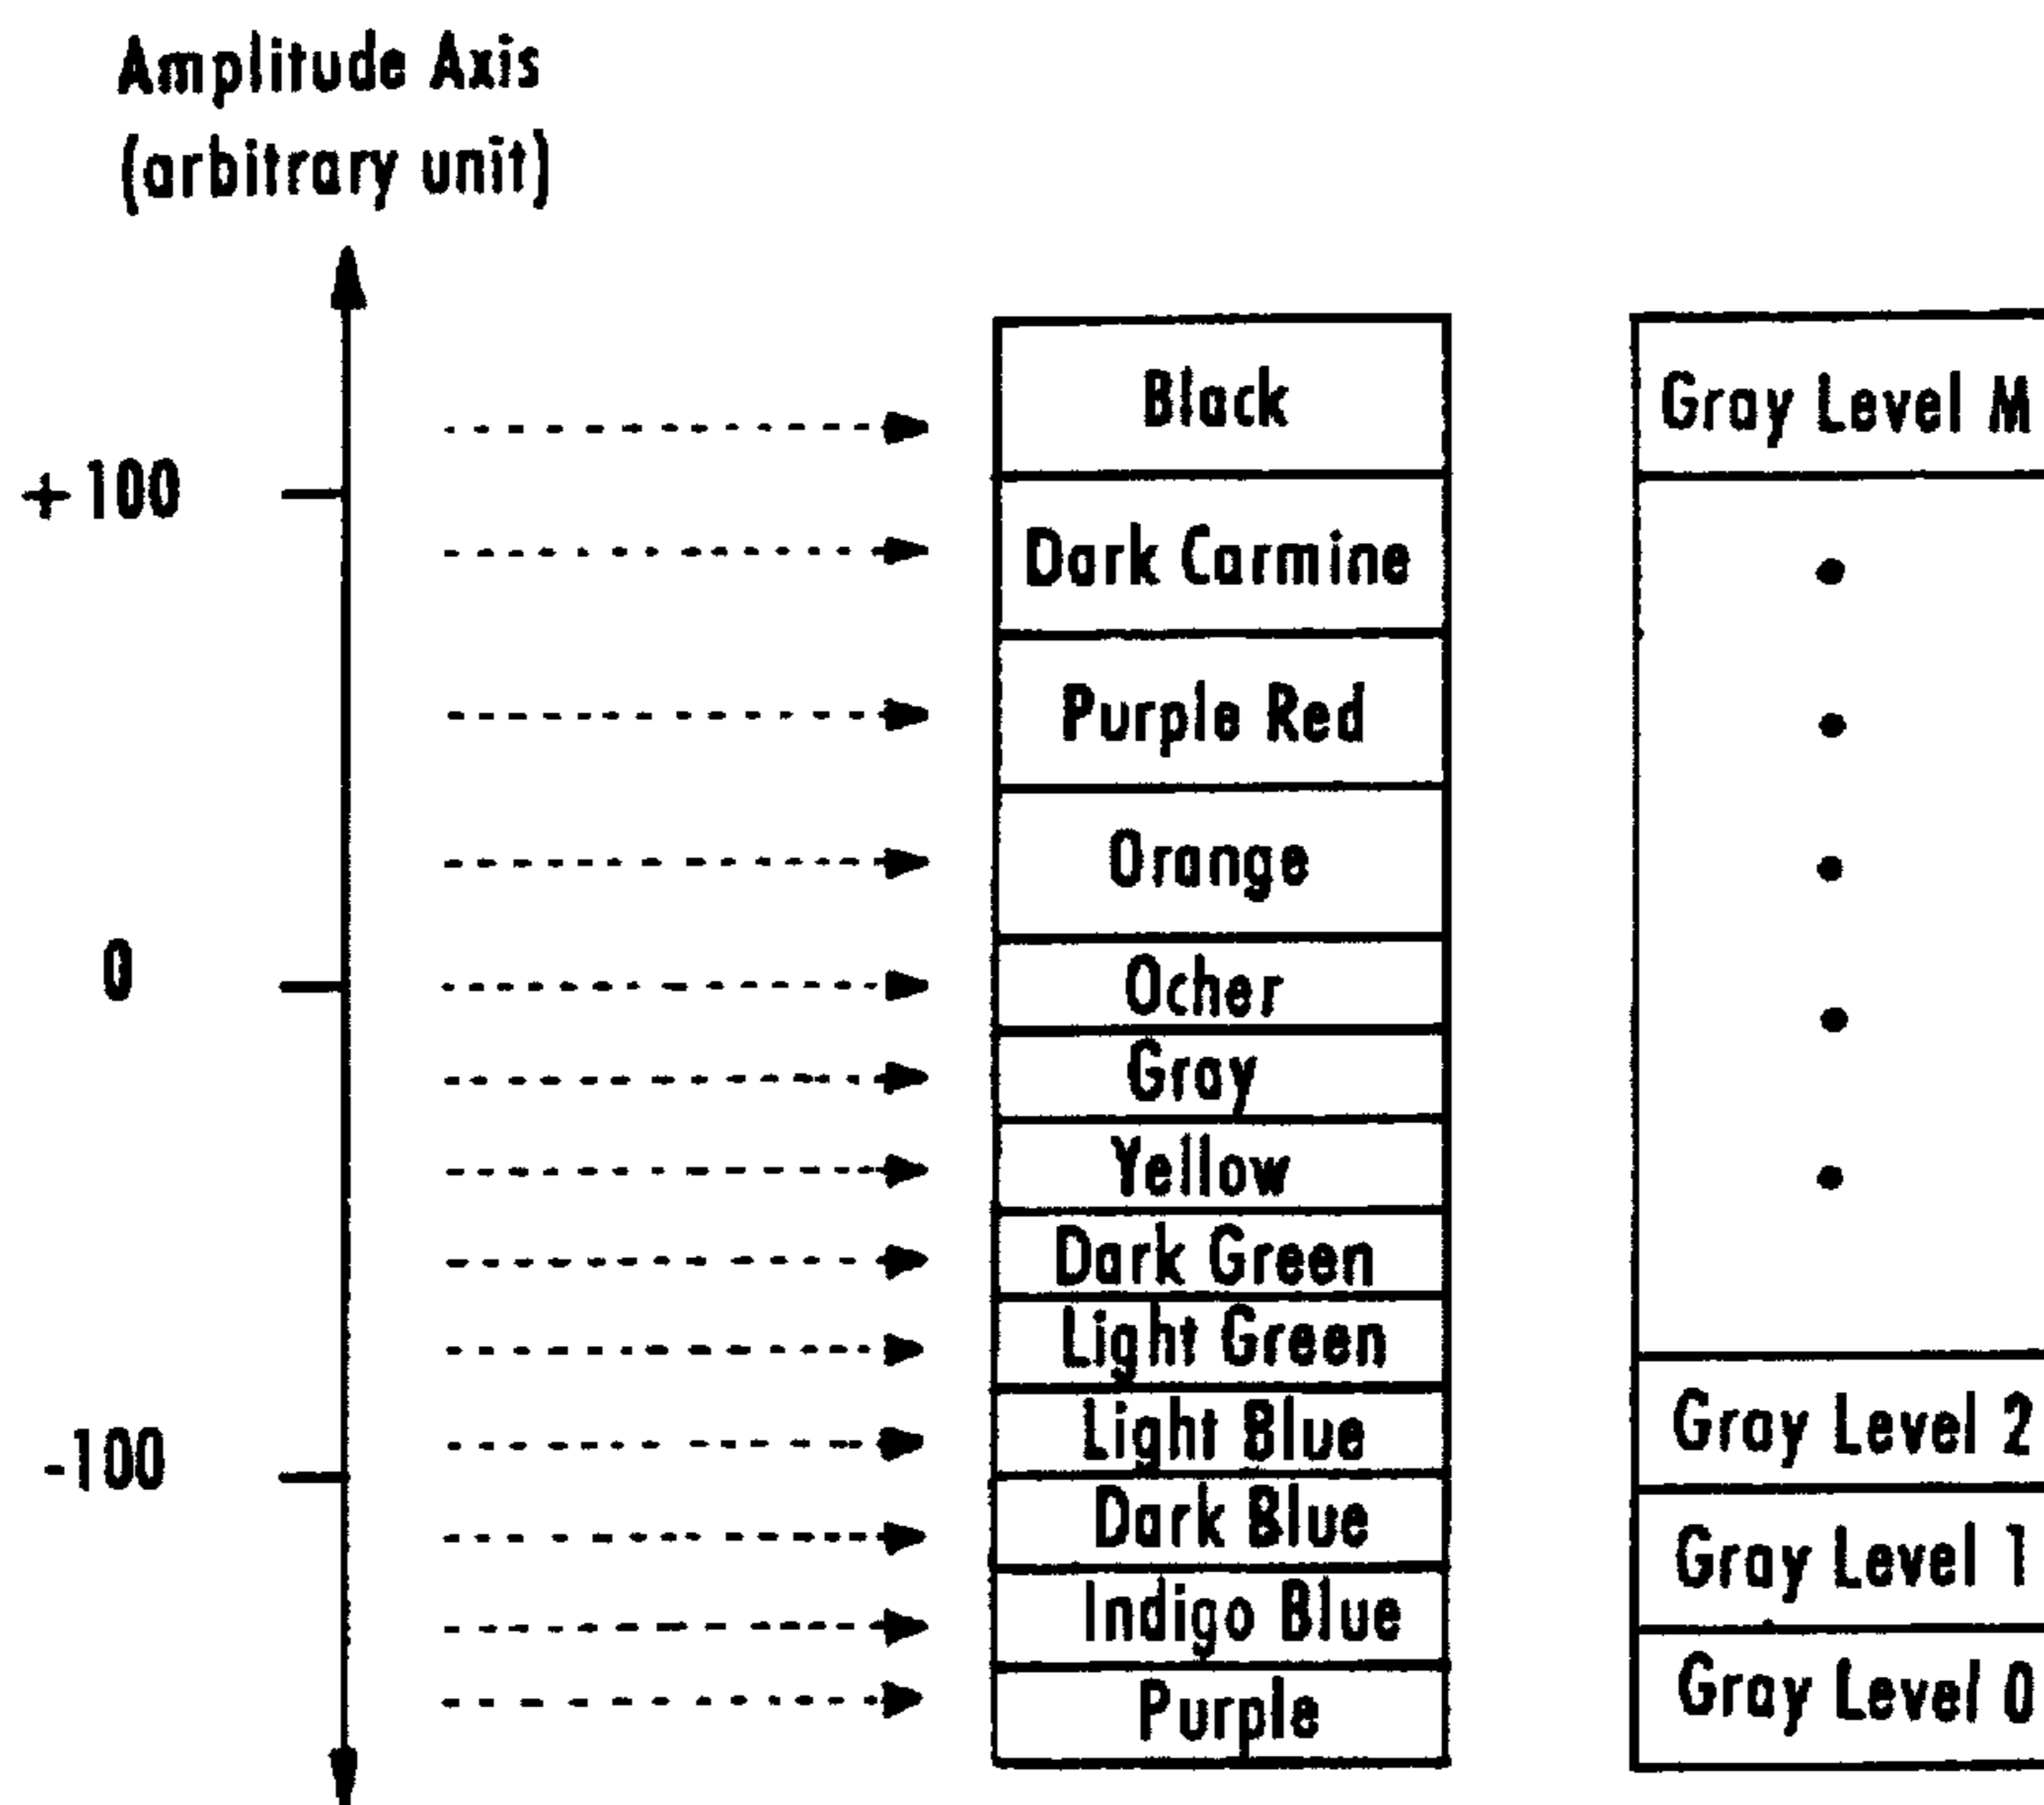 Amplitude Axis
(arbitrary unit)
+100
0
-100
Black
Dark Carmine
Purple Red
Orange
Ocher
Gray
Yellow
Dark Green
Light Green
Light Blue
Dark Blue
Indigo Blue
Purple
Gray Level M
Gray Level 2
Gray Level 1
Gray Level 0